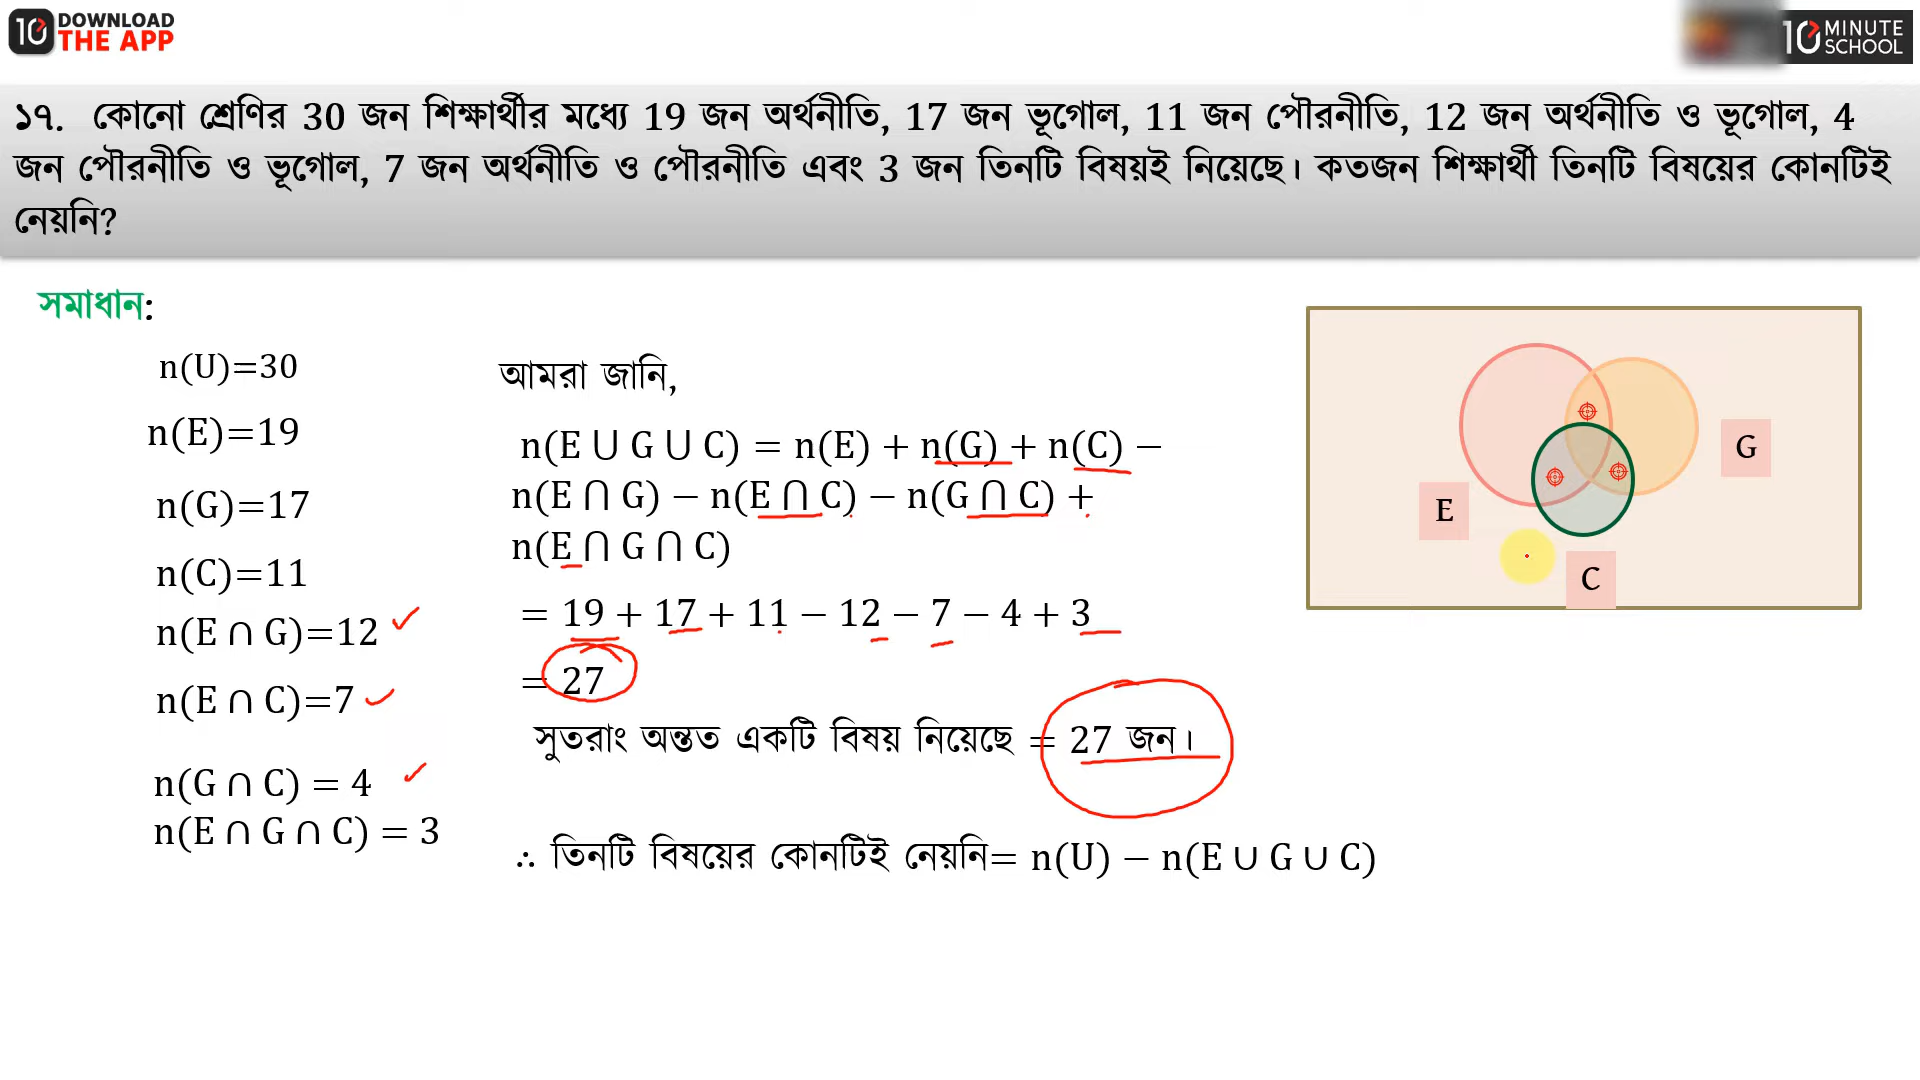 10 DOWNLOAD
THE APP
10 MINUTE
SCHOOL
১৭. কোনো শ্রেণির 30 জন শিক্ষার্থীর মধ্যে 19 জন অর্থনীতি, 17 জন ভূগোল, 11 জন পৌরনীতি, 12 জন অর্থনীতি ও ভূগোল, 4
জন পৌরনীতি ও ভূগোল, 7 জন অর্থনীতি ও পৌরনীতি এবং 3 জন তিনটি বিষয়ই নিয়েছে। কতজন শিক্ষার্থী তিনটি বিষয়ের কোনটিই
নেয়নি?
সমাধান:
n(U)=30
n(E)=19
n(G)=17
n(C)=11
n(E ∩ G)=12
n(E ∩ C)=7
n(G ∩ C) = 4
n(E ∩ G ∩ C) = 3
আমরা জানি,
n(E ⋃ G ⋃ C) = n(E) + n(G) + n(C) −
n(E ⋂ G) − n(E ⋂ C) − n(G ⋂ C) +
n(E ⋂ G ⋂ C)
= 19 + 17 + 11 − 12 − 7 − 4 + 3
= 27
সুতরাং অন্তত একটি বিষয় নিয়েছে = 27 জন।
∴ তিনটি বিষয়ের কোনটিই নেয়নি= n(U) − n(E ∪ G ∪ C)
G
E
C